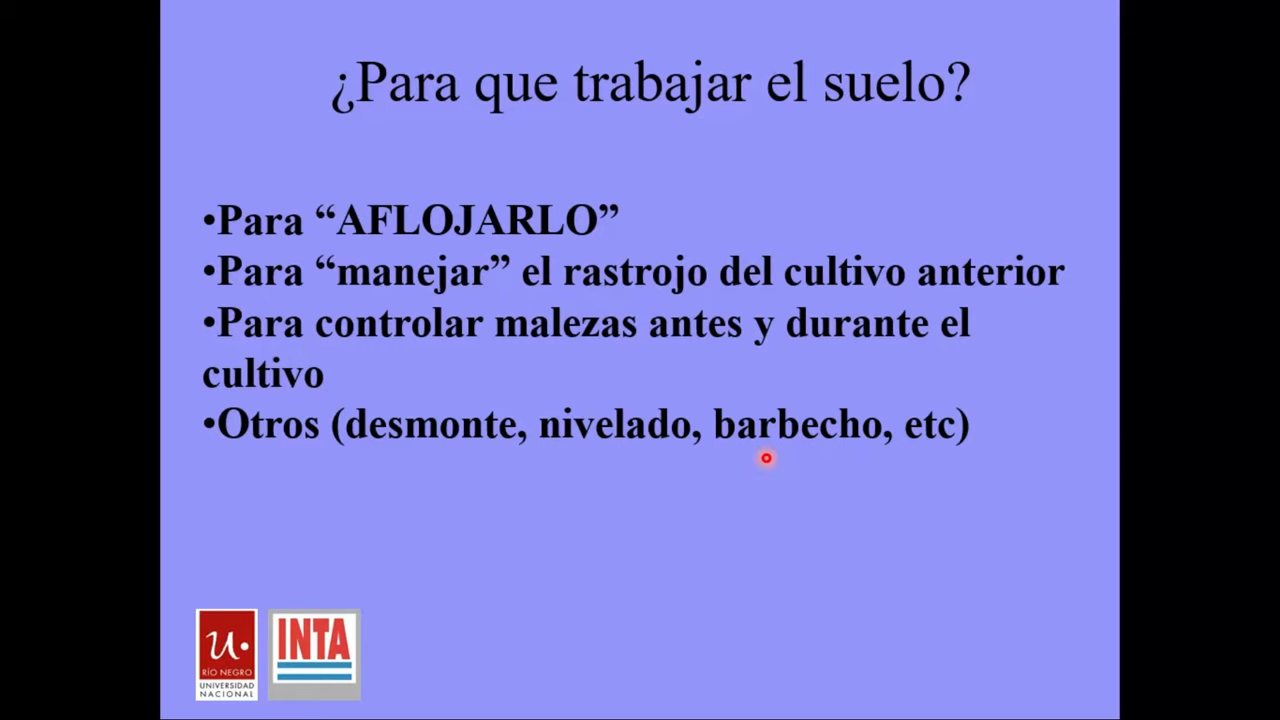 ¿Para que trabajar el suelo?
•Para “AFLOJARLO”
•Para “manejar” el rastrojo del cultivo anterior
•Para controlar malezas antes y durante el
cultivo
•Otros (desmonte, nivelado, barbecho, etc)
u.
RÍO NEGRO
UNIVERSIDAD
NACIONAL
INTA